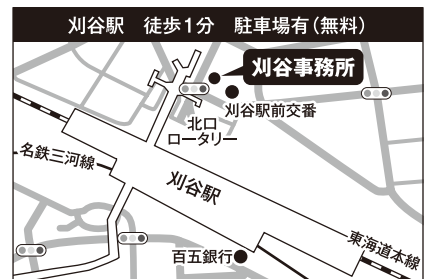 刈谷駅　徒歩1分　駐車場有(無料)
刈谷事務所
刈谷駅前交番
北口
ロータリー
名鉄三河線
刈谷駅
東海道本線
百五銀行